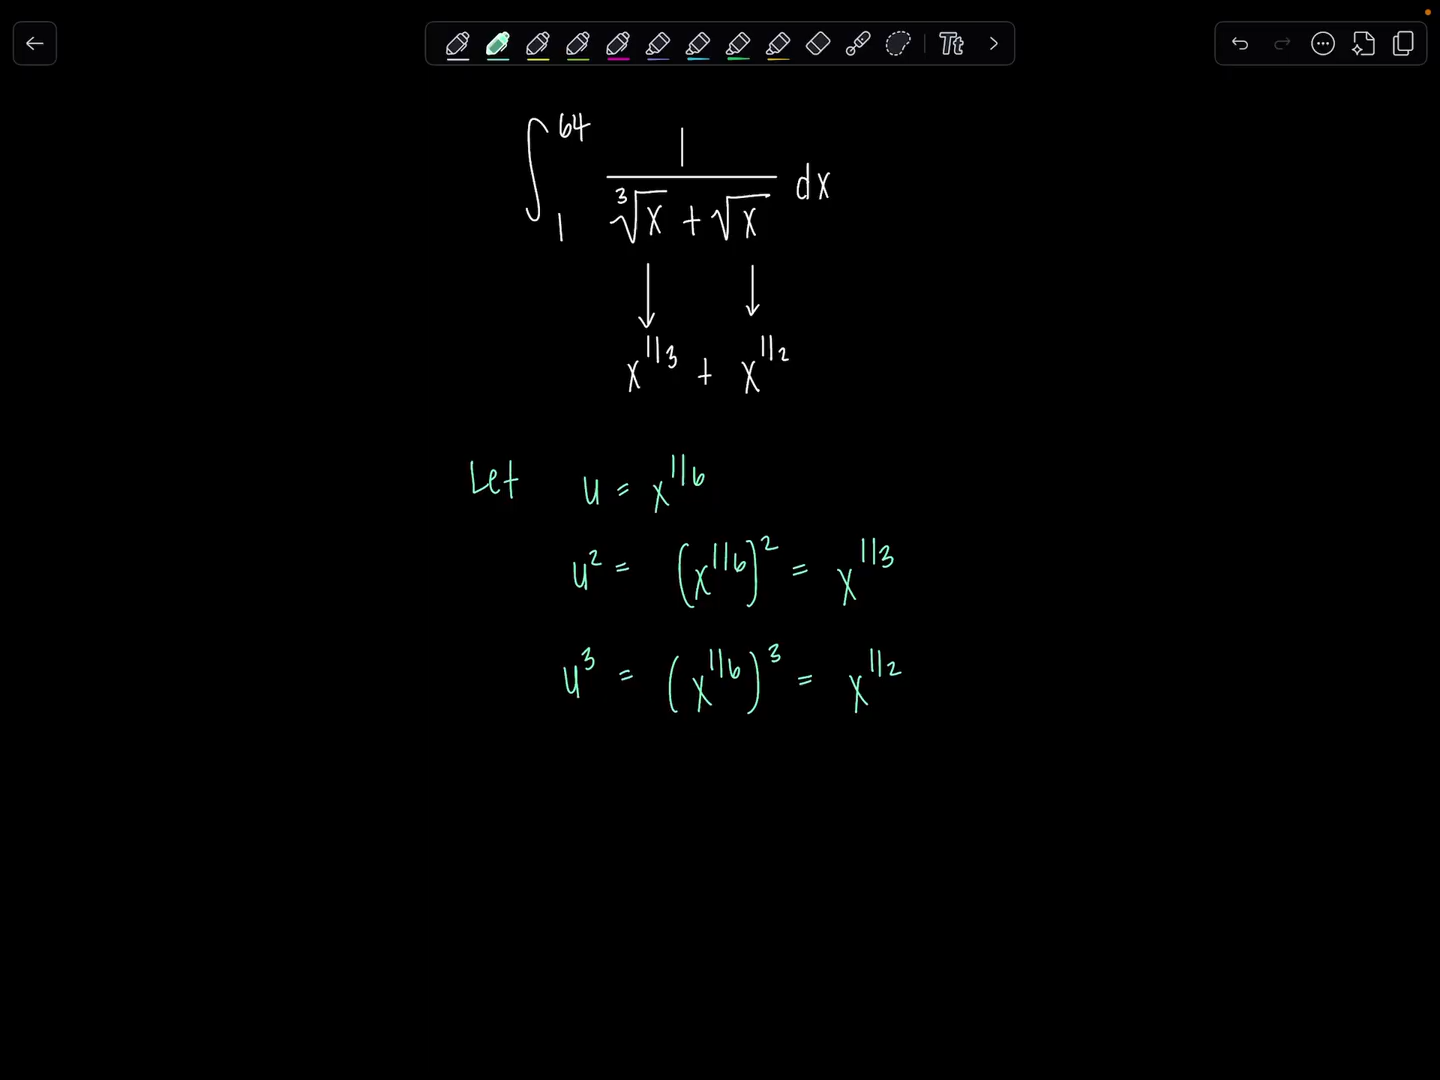 Tt
∫₁⁶⁴ 1/(∛x + √x) dx
x^(1/3) + x^(1/2)
Let u = x^(1/6)
u² = (x^(1/6))² = x^(1/3)
u³ = (x^(1/6))³ = x^(1/2)